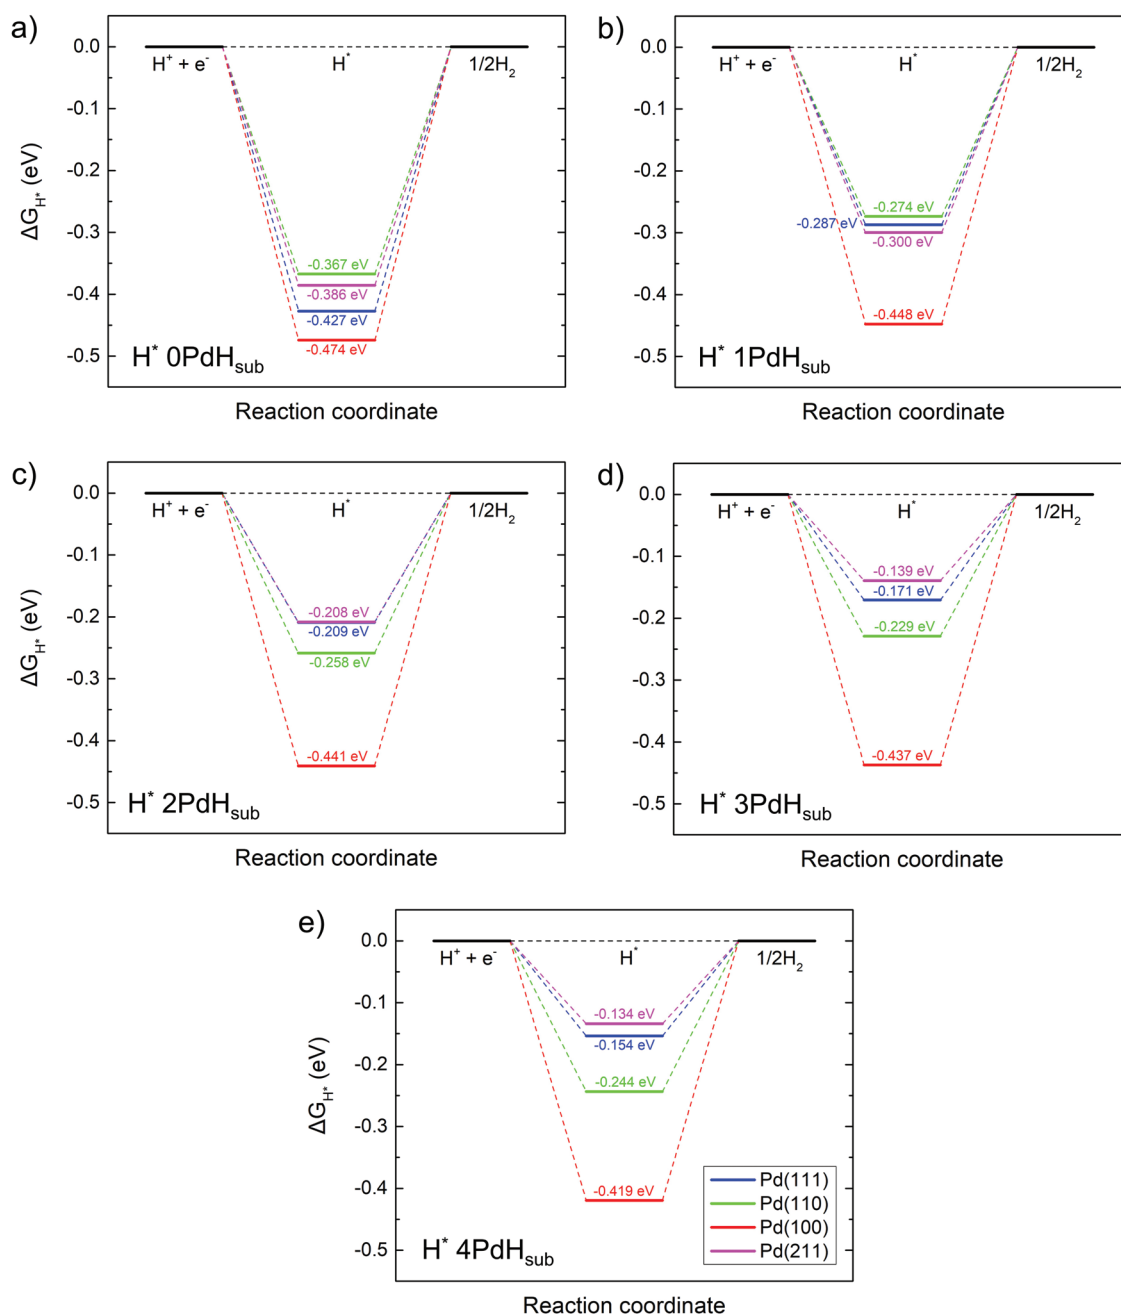 a)
0.0
-0.1
-0.2
-0.3
-0.4
-0.5
ΔG_H* (eV)
H⁺ + e⁻
H*
1/2H₂
-0.367 eV
-0.386 eV
-0.427 eV
-0.474 eV
H* 0PdH_sub
Reaction coordinate
b)
0.0
-0.1
-0.2
-0.3
-0.4
-0.5
H⁺ + e⁻
H*
1/2H₂
-0.274 eV
-0.287 eV
-0.300 eV
-0.448 eV
H* 1PdH_sub
Reaction coordinate
c)
0.0
-0.1
-0.2
-0.3
-0.4
-0.5
ΔG_H* (eV)
H⁺ + e⁻
H*
1/2H₂
-0.208 eV
-0.209 eV
-0.258 eV
-0.441 eV
H* 2PdH_sub
Reaction coordinate
d)
0.0
-0.1
-0.2
-0.3
-0.4
-0.5
H⁺ + e⁻
H*
1/2H₂
-0.139 eV
-0.171 eV
-0.229 eV
-0.437 eV
H* 3PdH_sub
Reaction coordinate
e)
0.0
-0.1
-0.2
-0.3
-0.4
-0.5
ΔG_H* (eV)
H⁺ + e⁻
H*
1/2H₂
-0.134 eV
-0.154 eV
-0.244 eV
-0.419 eV
Pd(111)
Pd(110)
Pd(100)
Pd(211)
H* 4PdH_sub
Reaction coordinate